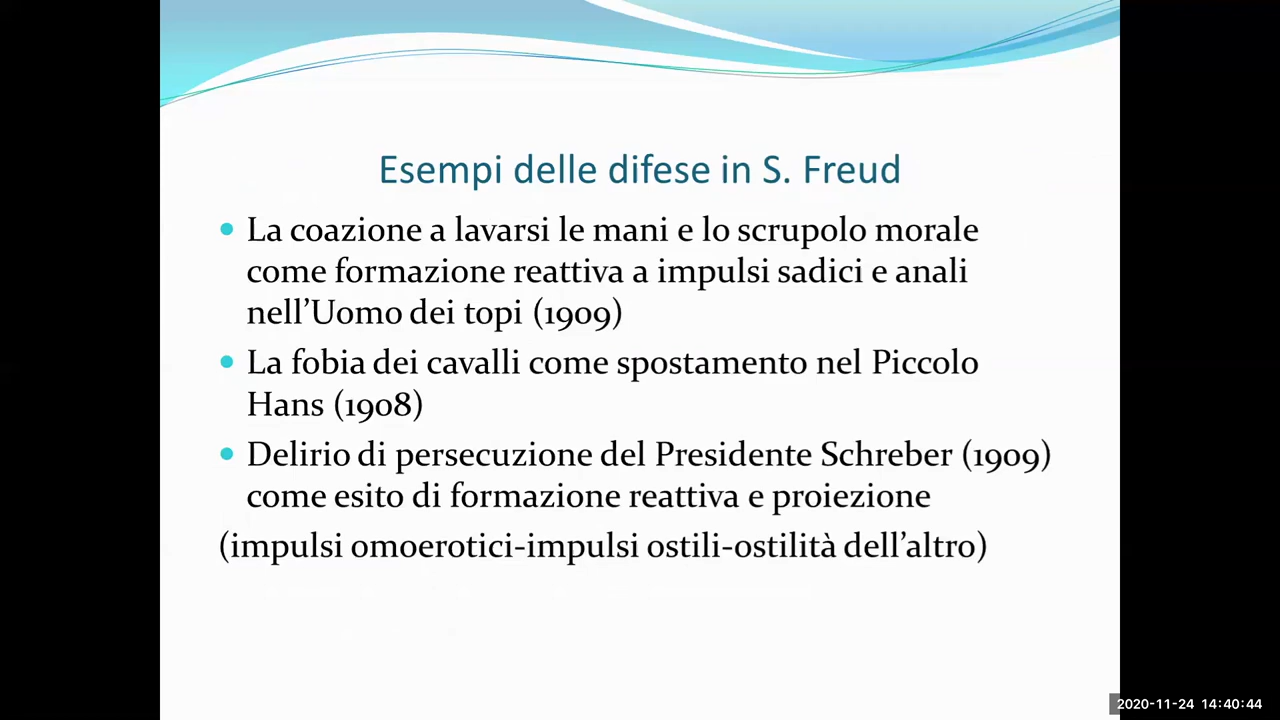 Esempi delle difese in S. Freud
La coazione a lavarsi le mani e lo scrupolo morale
come formazione reattiva a impulsi sadici e anali
nell’Uomo dei topi (1909)
La fobia dei cavalli come spostamento nel Piccolo
Hans (1908)
Delirio di persecuzione del Presidente Schreber (1909)
come esito di formazione reattiva e proiezione
(impulsi omoerotici-impulsi ostili-ostilità dell’altro)
2020-11-24 14:40:44